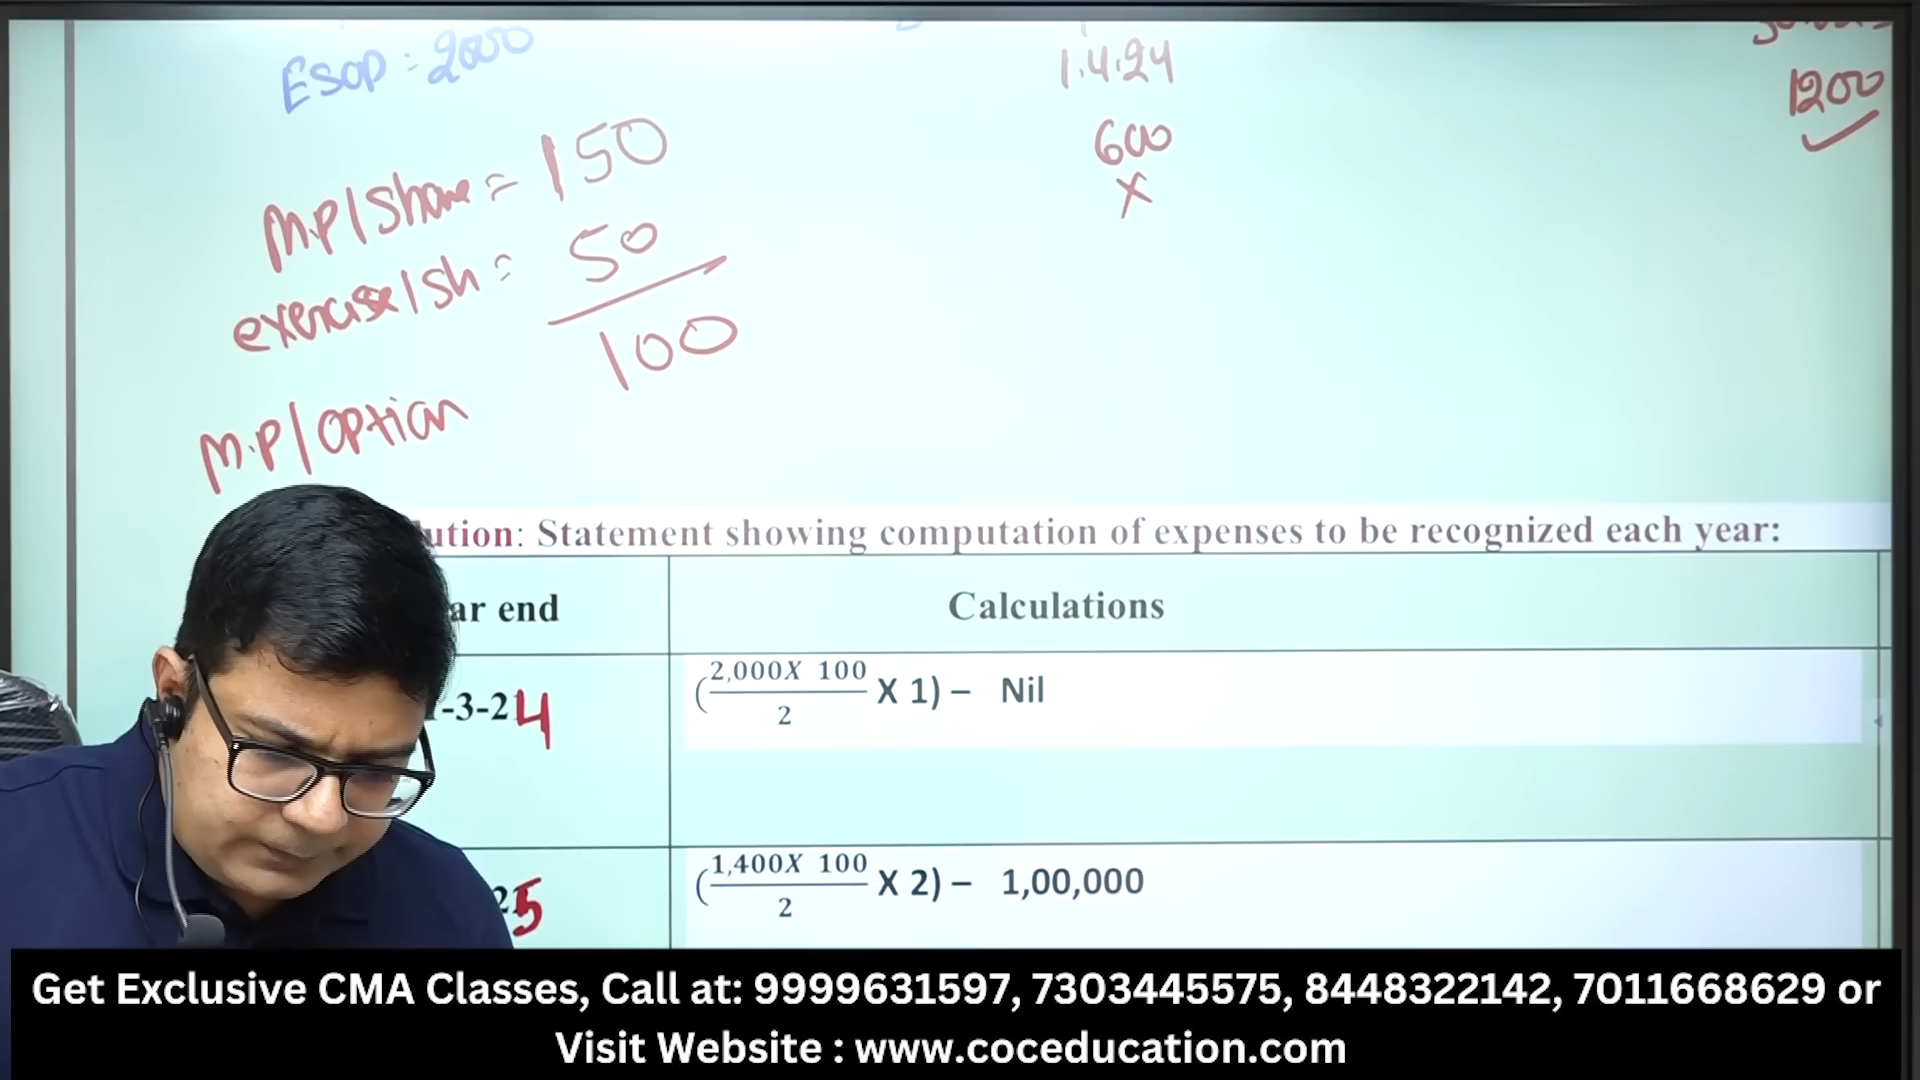 ESOP : 2000
1.4.24
1200
600
X
M.P/Share = 150
exercise/sh = 50
100
M.P/option
ution: Statement showing computation of expenses to be recognized each year:
ar end
Calculations
-3-24
(2,000X 100/2 X 1) – Nil
25
(1,400X 100/2 X 2) – 1,00,000
Get Exclusive CMA Classes, Call at: 9999631597, 7303445575, 8448322142, 7011668629 or
Visit Website : www.coceducation.com